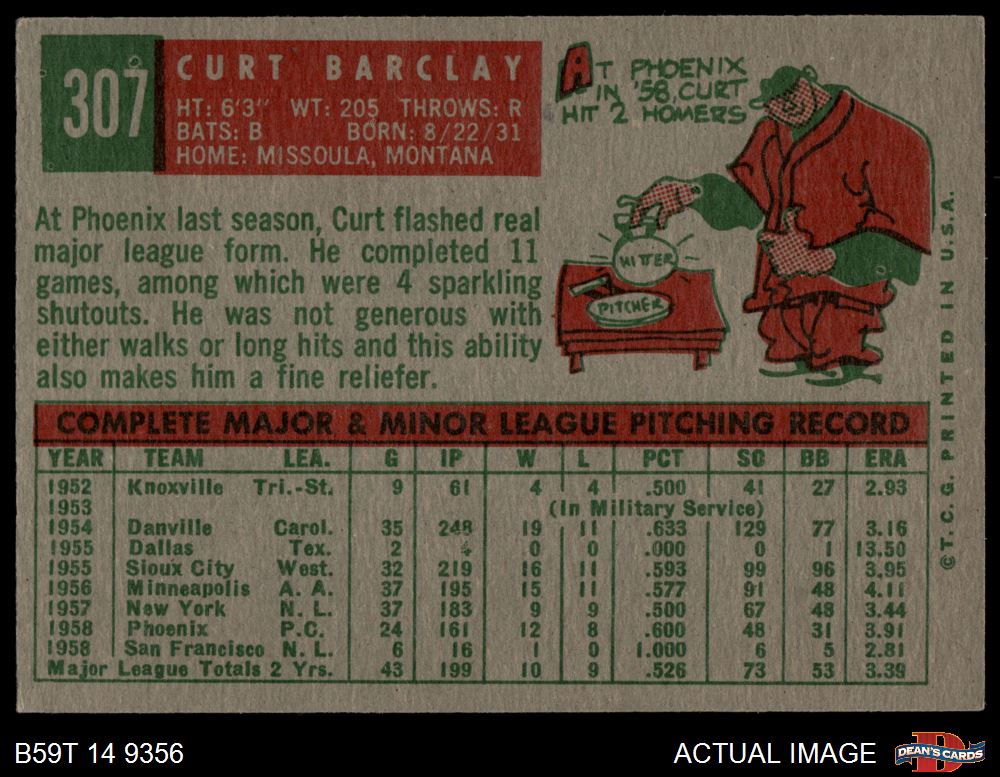 307
CURT BARCLAY
HT: 6'3" WT: 205 THROWS: R
BATS: B BORN: 8/22/31
HOME: MISSOULA, MONTANA
AT PHOENIX
IN '58, CURT
HIT 2 HOMERS
HITTER
PITCHER
At Phoenix last season, Curt flashed real
major league form. He completed 11
games, among which were 4 sparkling
shutouts. He was not generous with
either walks or long hits and this ability
also makes him a fine reliefer.
©T.C.G. PRINTED IN U.S.A.
COMPLETE MAJOR & MINOR LEAGUE PITCHING RECORD
YEAR TEAM LEA. G IP W L PCT SO BB ERA
1952 Knoxville Tri.-St. 9 61 4 4 .500 41 27 2.93
1953 (In Military Service)
1954 Danville Carol. 35 248 19 11 .633 129 77 3.16
1955 Dallas Tex. 2 4 0 0 .000 0 1 13.50
1955 Sioux City West. 32 219 16 11 .593 99 96 3.95
1956 Minneapolis A. A. 37 195 15 11 .577 91 48 4.11
1957 New York N. L. 37 183 9 9 .500 67 48 3.44
1958 Phoenix P.C. 24 161 12 8 .600 48 31 3.91
1958 San Francisco N. L. 6 16 1 0 1.000 6 5 2.81
Major League Totals 2 Yrs. 43 199 10 9 .526 73 53 3.39
B59T 14 9356
ACTUAL IMAGE
DEAN'S CARDS